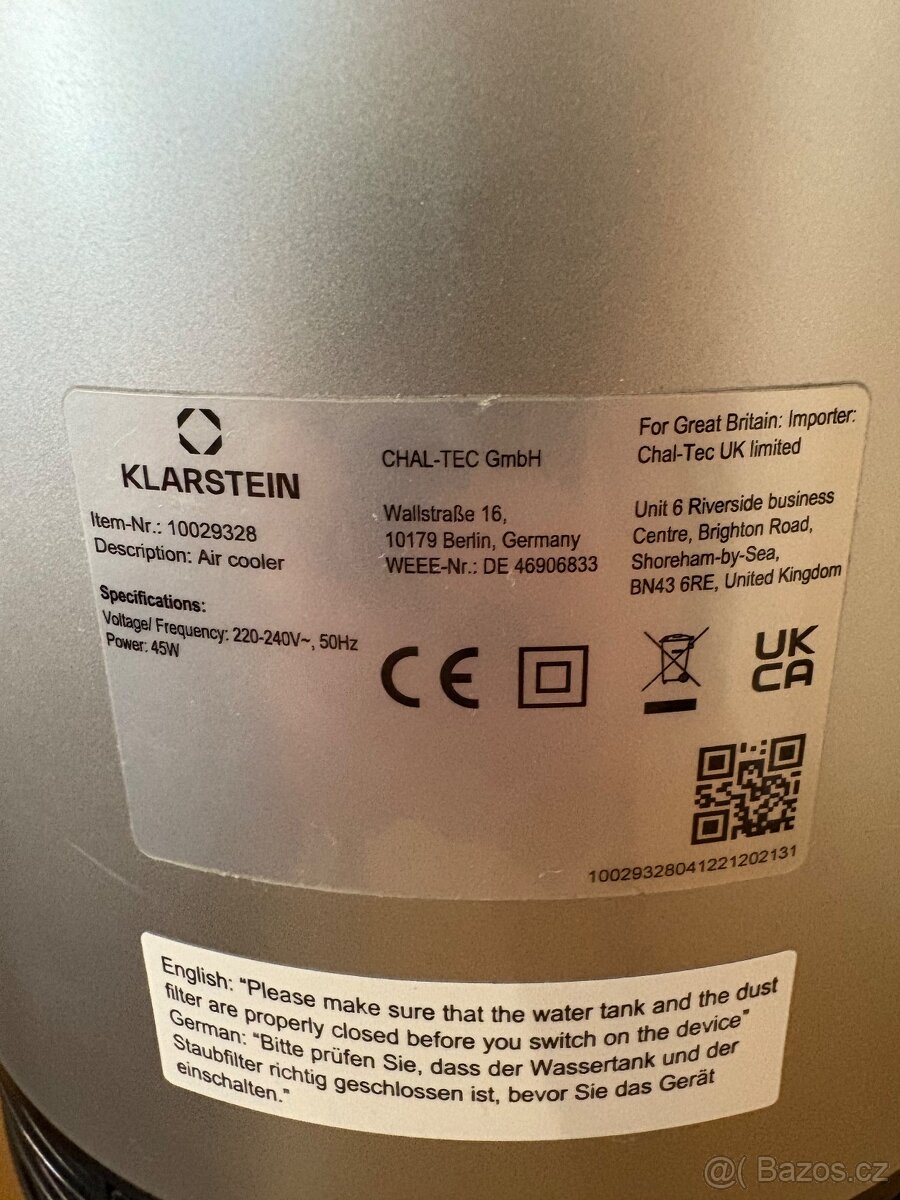 KLARSTEIN
Item-Nr.: 10029328
Description: Air cooler
Specifications:
Voltage/ Frequency: 220-240V~, 50Hz
Power: 45W
CHAL-TEC GmbH
Wallstraße 16,
10179 Berlin, Germany
WEEE-Nr.: DE 46906833
For Great Britain: Importer:
Chal-Tec UK limited
Unit 6 Riverside business
Centre, Brighton Road,
Shoreham-by-Sea,
BN43 6RE, United Kingdom
CE
UK
CA
10029328041221202131
English: "Please make sure that the water tank and the dust
filter are properly closed before you switch on the device"
German: "Bitte prüfen Sie, dass der Wassertank und der
Staubfilter richtig geschlossen ist, bevor Sie das Gerät
einschalten."
@( Bazos.cz